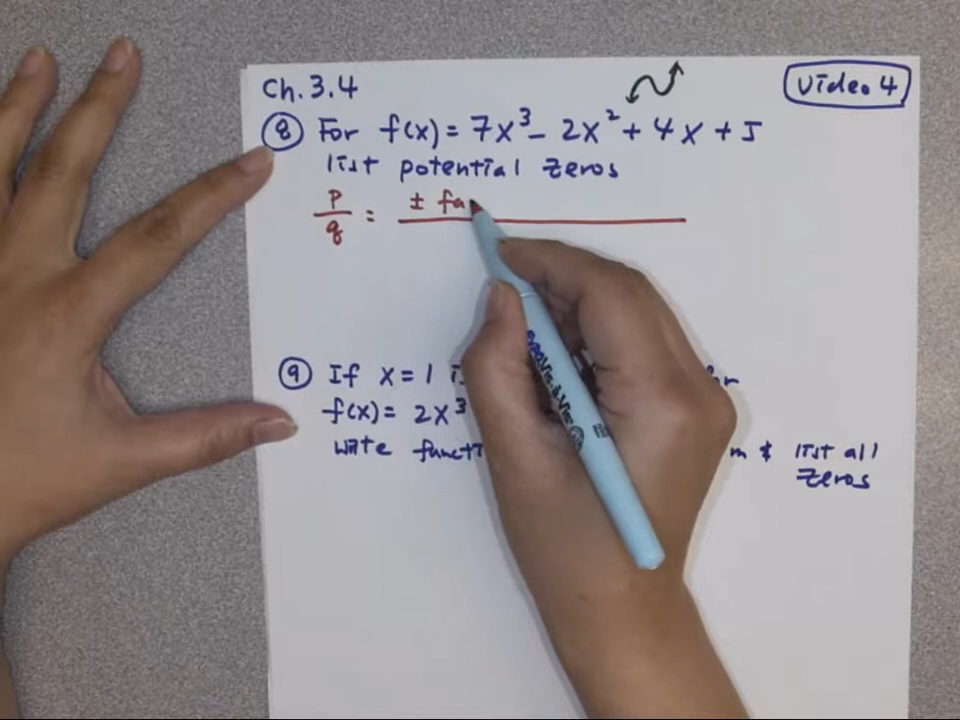 Ch. 3.4
Video 4
⑧ For f(x) = 7x³ - 2x² + 4x + 5
list potential zeros
p/q = ± fa
⑨ If x = 1
f(x) = 2x³
write functi & list all
zeros